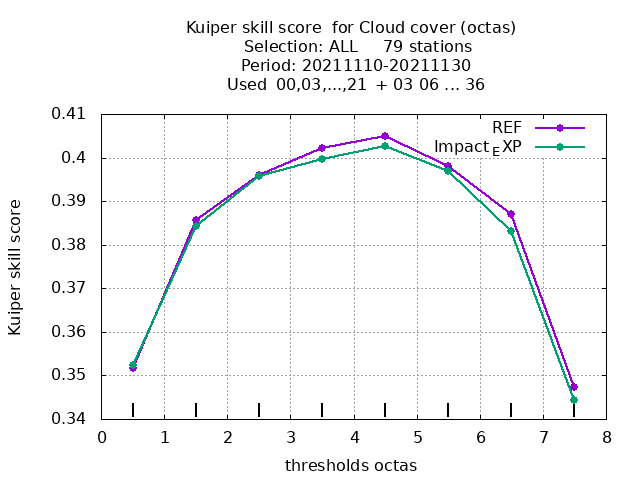 Kuiper skill score  for Cloud cover (octas)
Selection: ALL     79 stations
Period: 20211110-20211130
Used  00,03,...,21  + 03 06 ... 36
0.41
0.4
0.39
0.38
0.37
0.36
0.35
0.34
Kuiper skill score
REF
Impact_EXP
0 1 2 3 4 5 6 7 8
thresholds octas